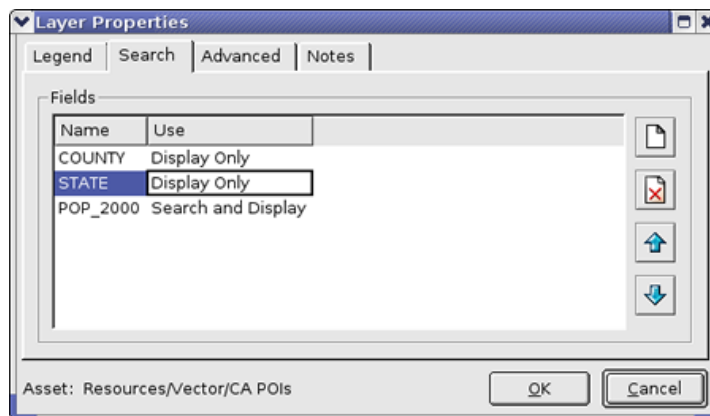 Layer Properties
Legend Search Advanced Notes
Fields
Name Use
COUNTY Display Only
STATE Display Only
POP_2000 Search and Display
Asset: Resources/Vector/CA POIs OK Cancel